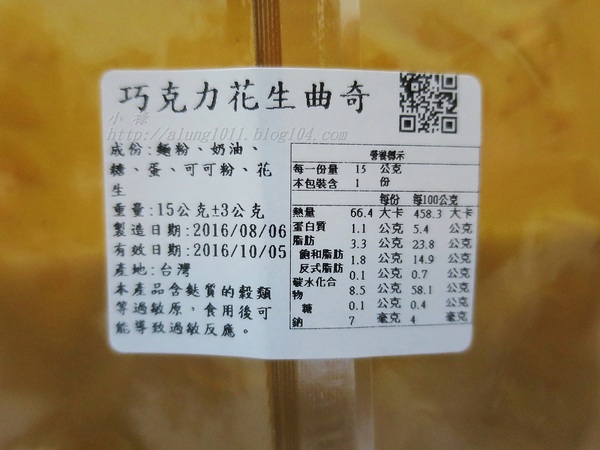 巧克力花生曲奇
小蓓
http://alung1011.blog104.com
成份:麵粉、奶油、
糖、蛋、可可粉、花
生
重量:15公克±3公克
製造日期:2016/08/06
有效日期:2016/10/05
產地:台灣
本產品含麩質的穀類
等過敏原，食用後可
能導致過敏反應。
營養標示
每一份量 15 公克
本包裝含 1 份
每份 每100公克
熱量 66.4 大卡 458.3 大卡
蛋白質 1.1 公克 5.4 公克
脂肪 3.3 公克 23.8 公克
飽和脂肪 1.8 公克 14.9 公克
反式脂肪 0.1 公克 0.7 公克
碳水化合
物 8.5 公克 58.1 公克
糖 0.1 公克 0.4 公克
鈉 7 毫克 4 毫克